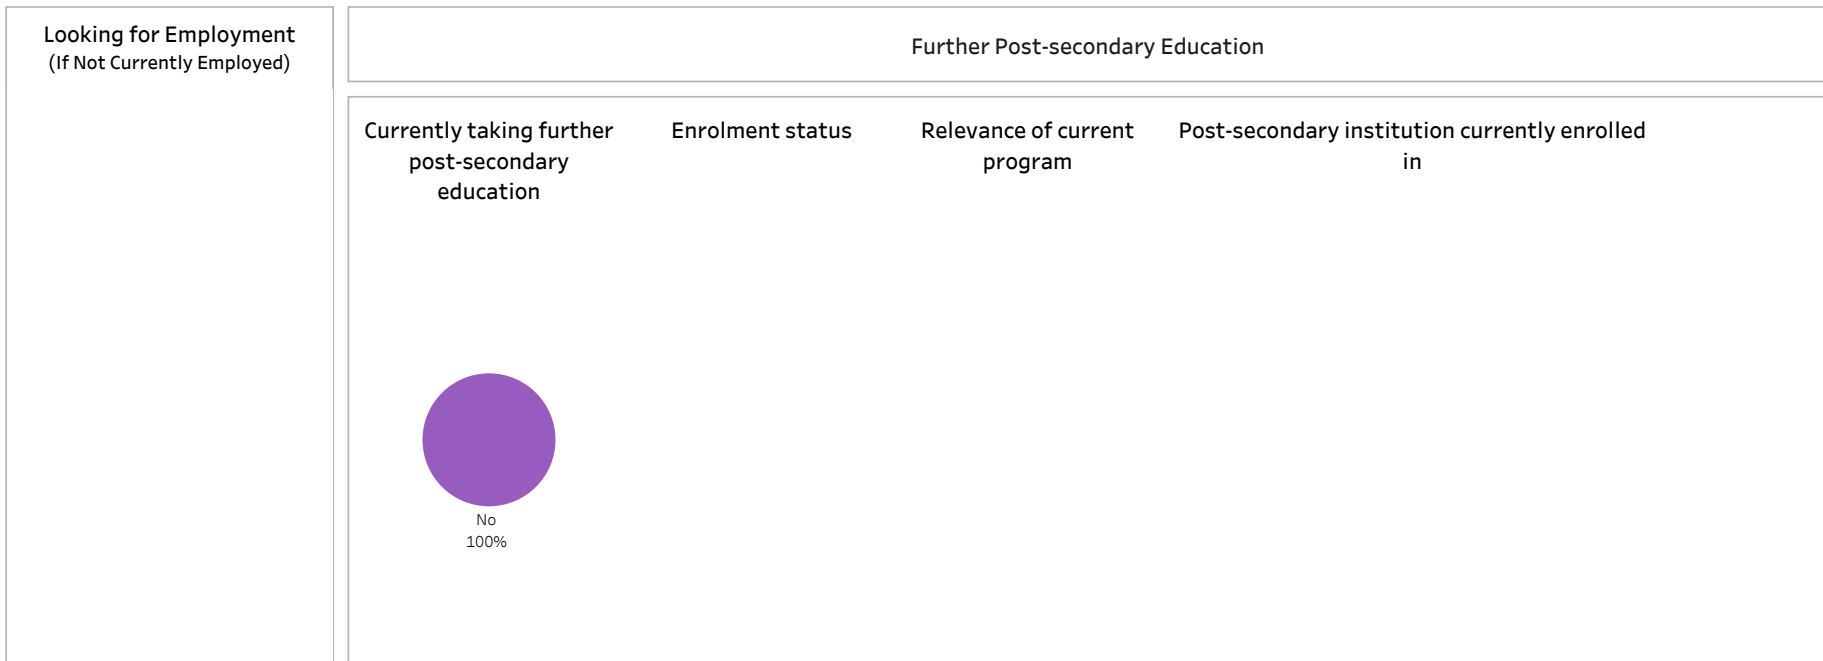 Looking for Employment
(If Not Currently Employed)
Further Post-secondary Education
Currently taking further
post-secondary
education
Enrolment status
Relevance of current
program
Post-secondary institution currently enrolled
in
No
100%